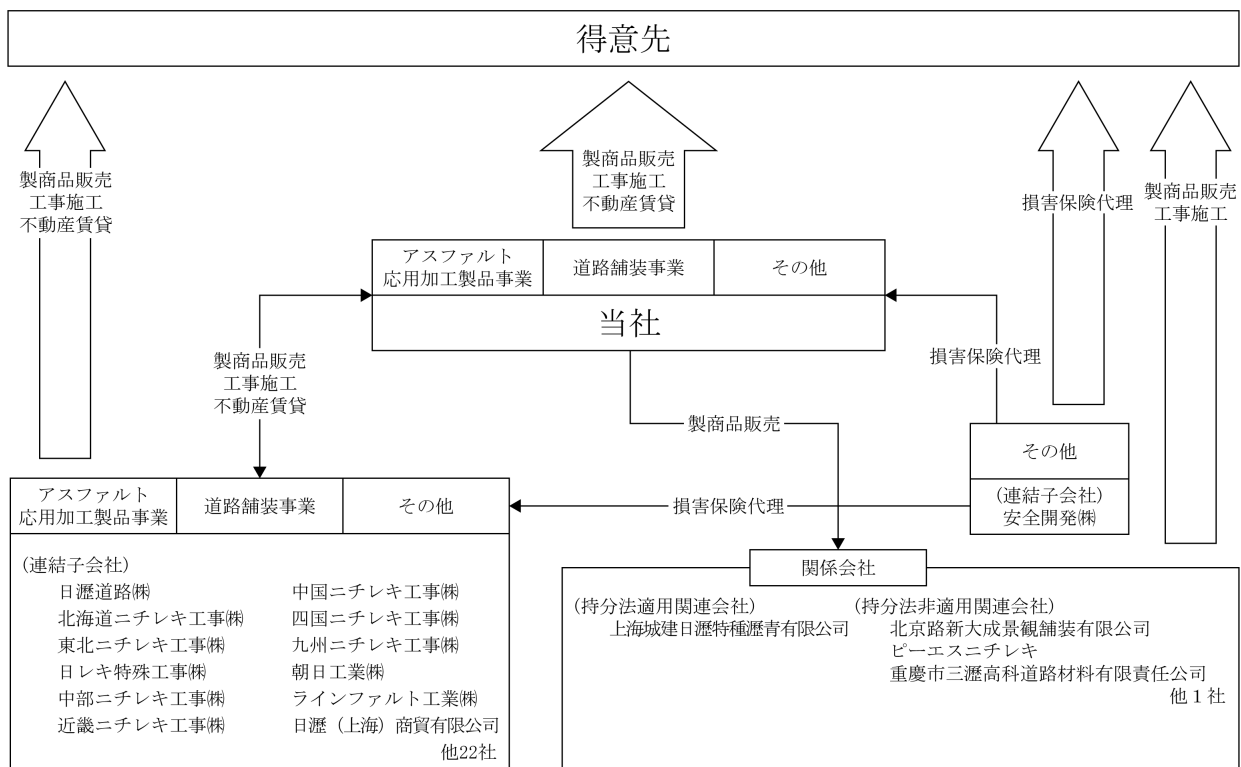 得意先
製商品販売
工事施工
不動産賃貸
製商品販売
工事施工
不動産賃貸
損害保険代理
製商品販売
工事施工
アスファルト
応用加工製品事業
道路舗装事業
その他
当社
製商品販売
工事施工
不動産賃貸
損害保険代理
製商品販売
その他
(連結子会社)
安全開発㈱
アスファルト
応用加工製品事業
道路舗装事業
その他
損害保険代理
(連結子会社)
日瀝道路㈱
北海道ニチレキ工事㈱
東北ニチレキ工事㈱
日レキ特殊工事㈱
中部ニチレキ工事㈱
近畿ニチレキ工事㈱
中国ニチレキ工事㈱
四国ニチレキ工事㈱
九州ニチレキ工事㈱
朝日工業㈱
ラインファルト工業㈱
日瀝（上海）商貿有限公司
他22社
関係会社
(持分法適用関連会社)
上海城建日瀝特種瀝青有限公司
(持分法非適用関連会社)
北京路新大成景観舗装有限公司
ピーエスニチレキ
重慶市三瀝高科道路材料有限責任公司
他１社